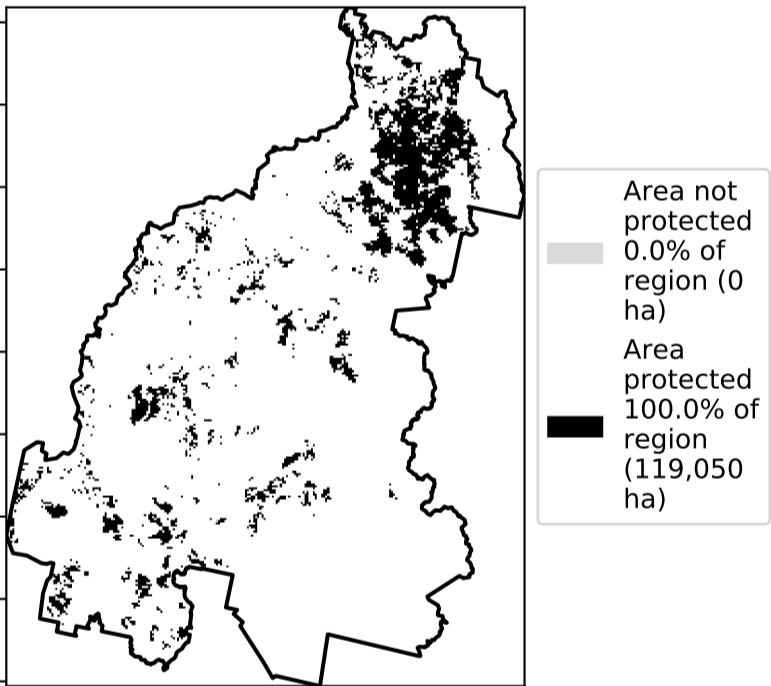 Area not
protected
0.0% of
region (0
ha)
Area
protected
100.0% of
region
(119,050
ha)